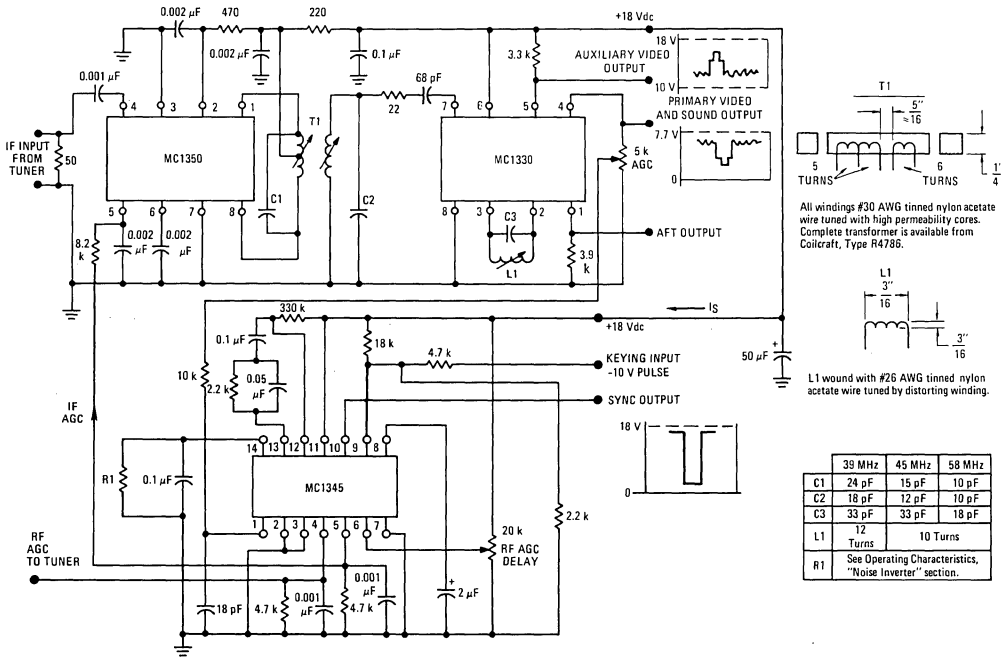 0.002 µF
470
220
+18 Vdc
0.002 µF
0.1 µF
3.3 k
AUXILIARY VIDEO
OUTPUT
18 V
10 V
0.001 µF
68 pF
22
4
3
2
1
7
6
5
4
T1
PRIMARY VIDEO
AND SOUND OUTPUT
7.7 V
0
IF INPUT
FROM
TUNER
50
MC1350
C1
C2
MC1330
5 k
AGC
5
6
7
8
8
3
2
1
C3
L1
AFT OUTPUT
3.9
k
8.2
k
0.002
µF
0.002
µF
T1
5"
≈16
5
TURNS
6
TURNS
1"
4
All windings #30 AWG tinned nylon acetate
wire tuned with high permeability cores.
Complete transformer is available from
Coilcraft, Type R4786.
L1
3"
16
3"
16
L1 wound with #26 AWG tinned nylon
acetate wire tuned by distorting winding.
330 k
IS
+18 Vdc
0.1 µF
18 k
50 µF
+
10 k
2.2 k
0.05
µF
4.7 k
KEYING INPUT
-10 V PULSE
SYNC OUTPUT
18 V
0
IF
AGC
14
13
12
11
10
9
8
R1
0.1 µF
MC1345
1
2
3
4
5
6
7
20 k
RF AGC
DELAY
2.2 k
RF
AGC
TO TUNER
18 pF
4.7 k
0.001
µF
4.7 k
0.001
µF
+
2 µF
39 MHz 45 MHz 58 MHz
C1 24 pF 15 pF 10 pF
C2 18 pF 12 pF 10 pF
C3 33 pF 33 pF 18 pF
L1 12 Turns 10 Turns
R1 See Operating Characteristics,
"Noise Inverter" section.